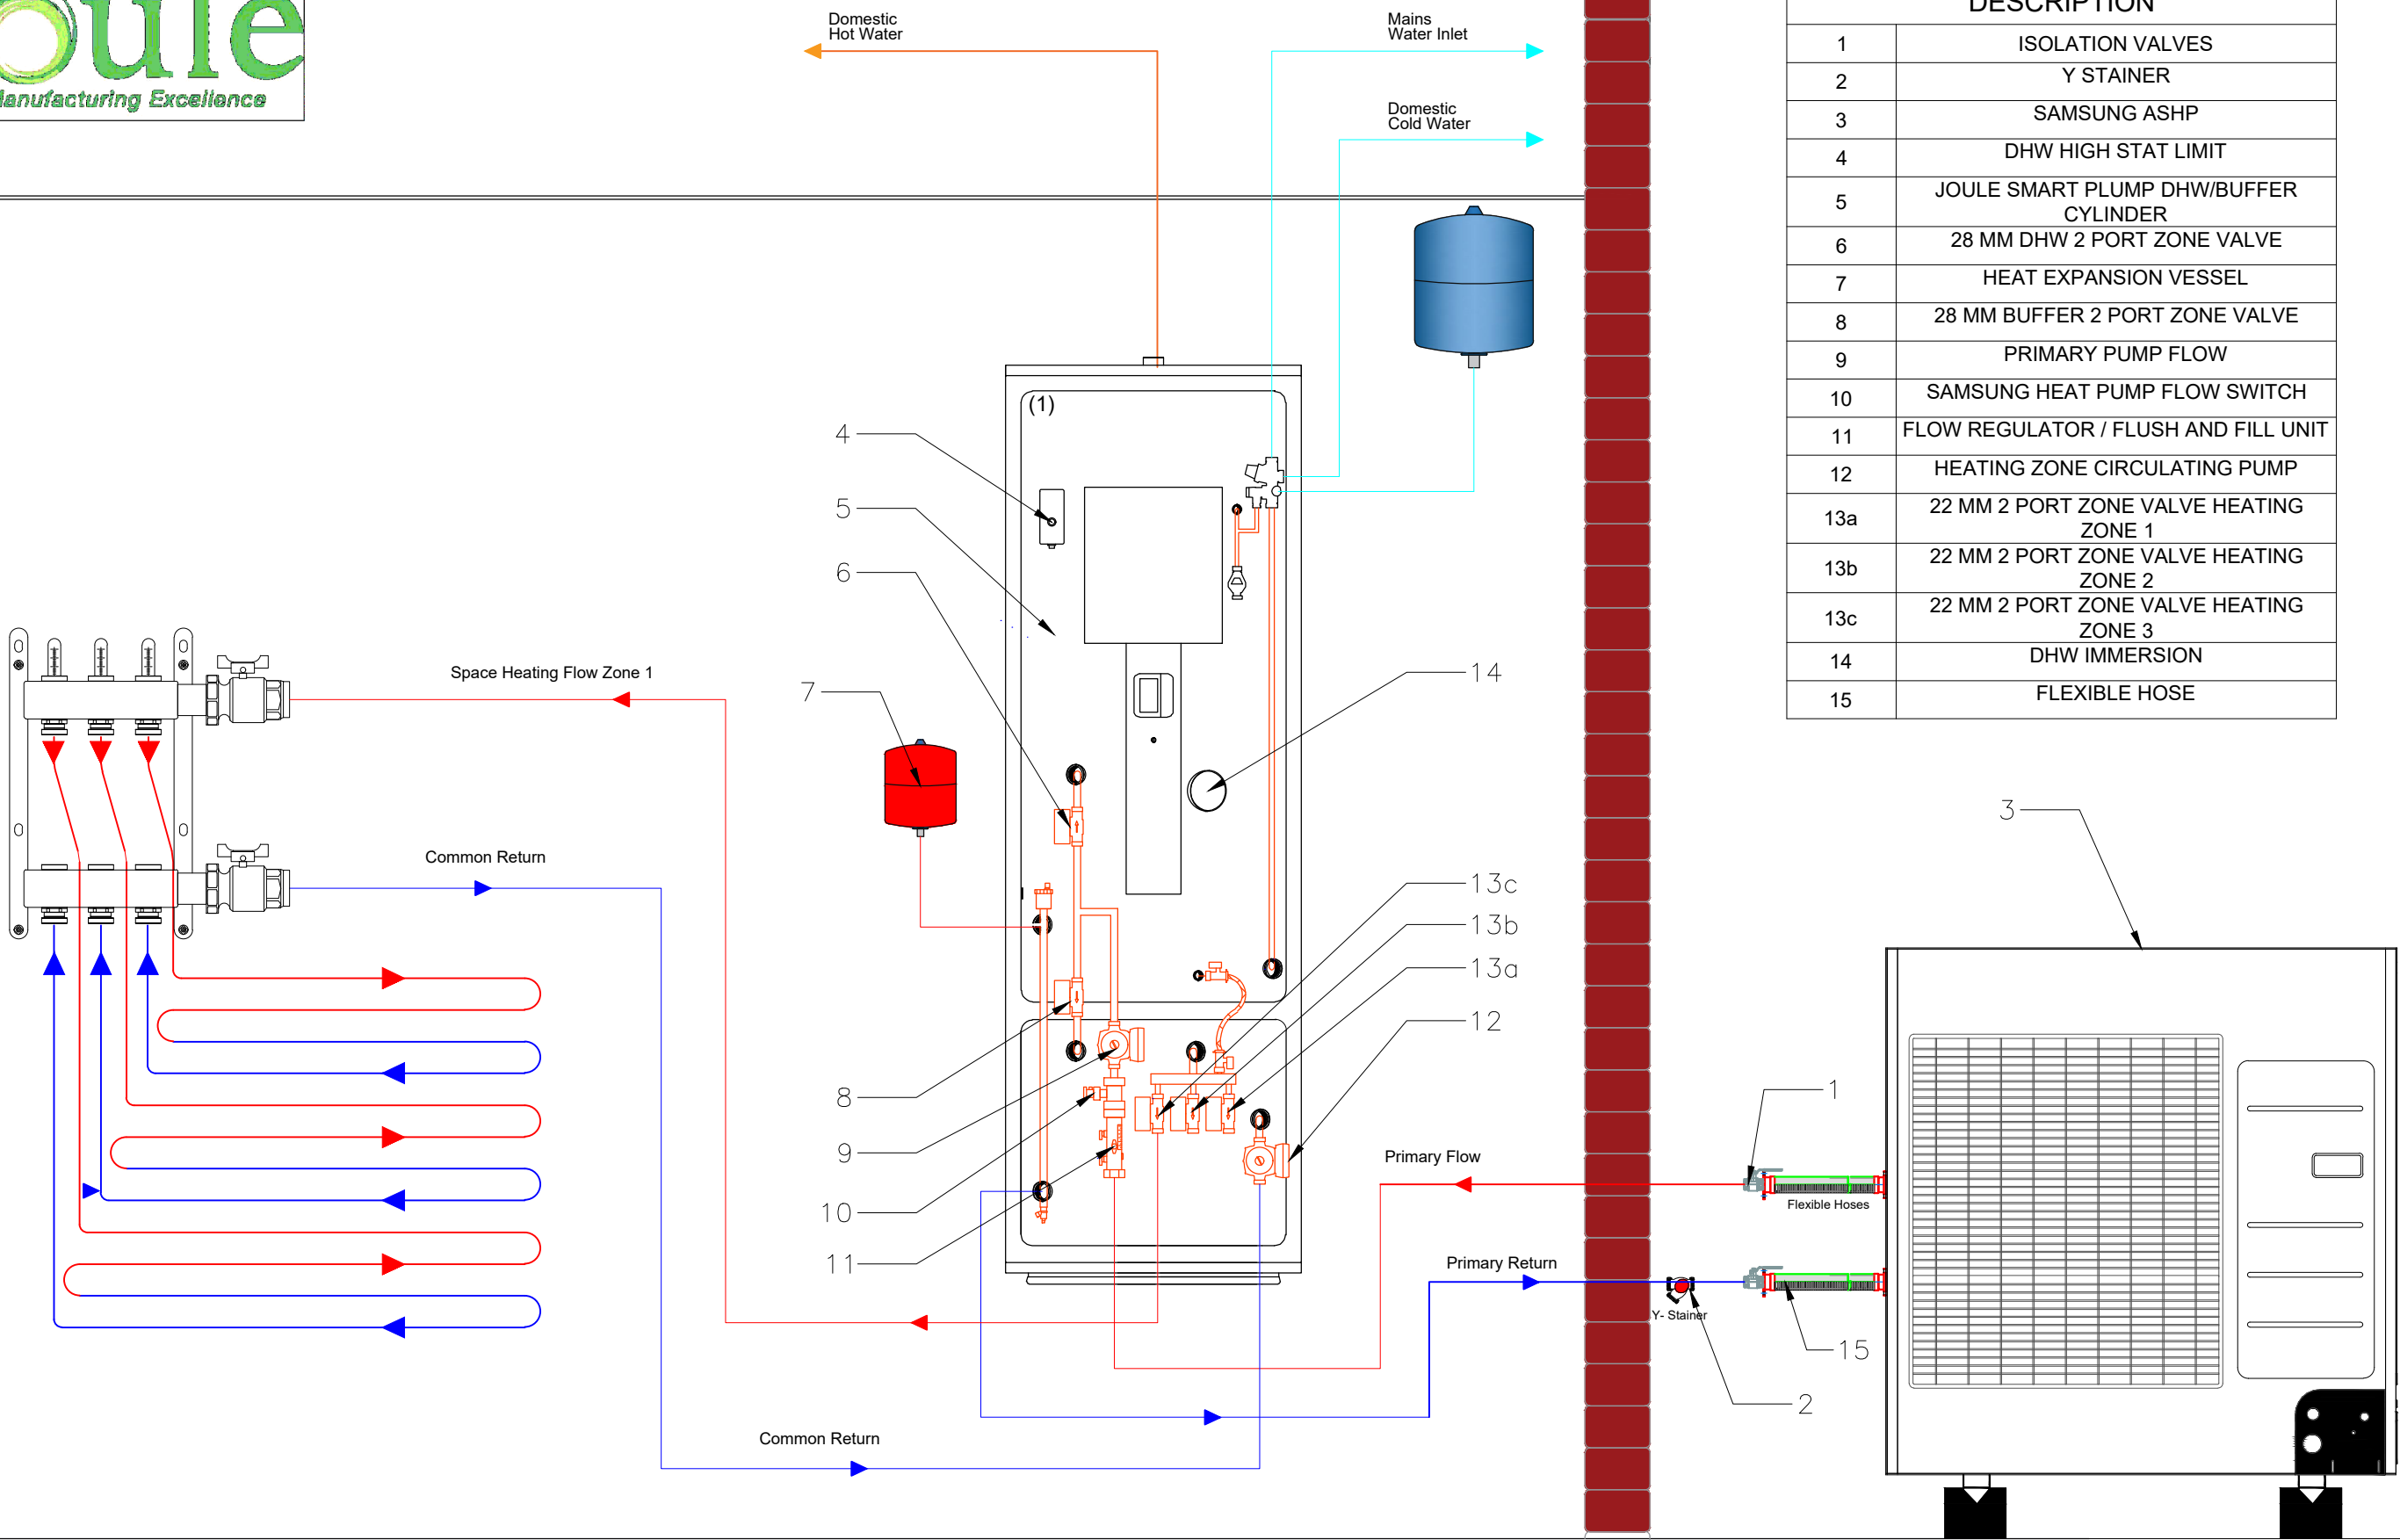 oule
Manufacturing Excellence
Domestic
Hot Water
Mains
Water Inlet
Domestic
Cold Water
DESCRIPTION
1 ISOLATION VALVES
2 Y STAINER
3 SAMSUNG ASHP
4 DHW HIGH STAT LIMIT
5 JOULE SMART PLUMP DHW/BUFFER
CYLINDER
6 28 MM DHW 2 PORT ZONE VALVE
7 HEAT EXPANSION VESSEL
8 28 MM BUFFER 2 PORT ZONE VALVE
9 PRIMARY PUMP FLOW
10 SAMSUNG HEAT PUMP FLOW SWITCH
11 FLOW REGULATOR / FLUSH AND FILL UNIT
12 HEATING ZONE CIRCULATING PUMP
13a 22 MM 2 PORT ZONE VALVE HEATING
ZONE 1
13b 22 MM 2 PORT ZONE VALVE HEATING
ZONE 2
13c 22 MM 2 PORT ZONE VALVE HEATING
ZONE 3
14 DHW IMMERSION
15 FLEXIBLE HOSE
(1)
4
5
6
Space Heating Flow Zone 1
7
14
3
Common Return
13c
13b
13a
12
8
9
10
11
1
Primary Flow
Flexible Hoses
Primary Return
Y- Stainer
15
2
Common Return